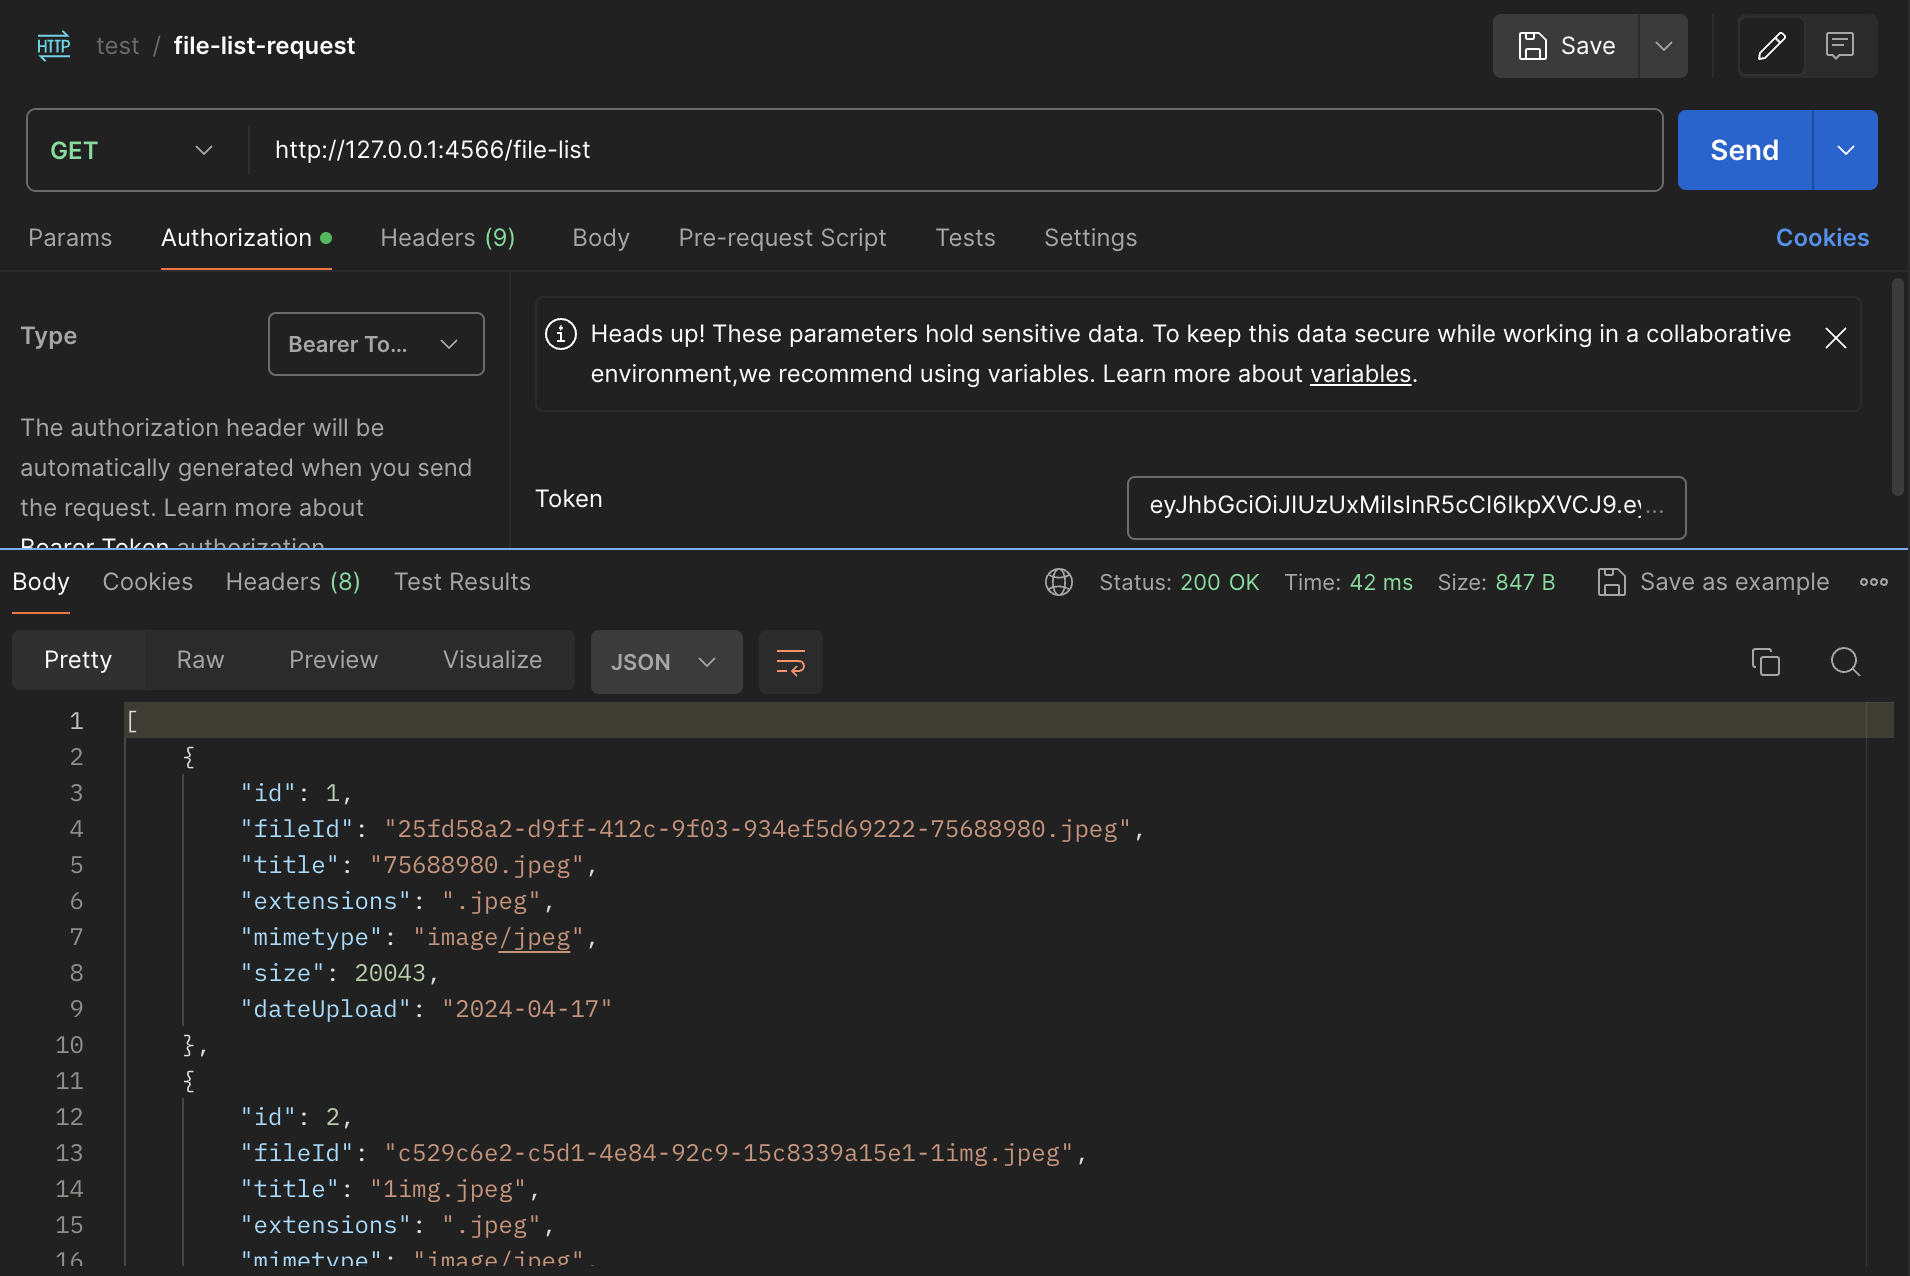 HTTP test / file-list-request Save
GET http://127.0.0.1:4566/file-list Send
Params Authorization Headers (9) Body Pre-request Script Tests Settings Cookies
Type Bearer To...
The authorization header will be
automatically generated when you send
the request. Learn more about
Bearer Token authorization
Heads up! These parameters hold sensitive data. To keep this data secure while working in a collaborative
environment,we recommend using variables. Learn more about variables.
Token eyJhbGciOiJIUzUxMiIsInR5cCI6IkpXVCJ9.ey...
Body Cookies Headers (8) Test Results Status: 200 OK Time: 42 ms Size: 847 B Save as example
Pretty Raw Preview Visualize JSON
1 [
2 {
3 "id": 1,
4 "fileId": "25fd58a2-d9ff-412c-9f03-934ef5d69222-75688980.jpeg",
5 "title": "75688980.jpeg",
6 "extensions": ".jpeg",
7 "mimetype": "image/jpeg",
8 "size": 20043,
9 "dateUpload": "2024-04-17"
10 },
11 {
12 "id": 2,
13 "fileId": "c529c6e2-c5d1-4e84-92c9-15c8339a15e1-1img.jpeg",
14 "title": "1img.jpeg",
15 "extensions": ".jpeg",
16 "mimetype": "image/jpeg",